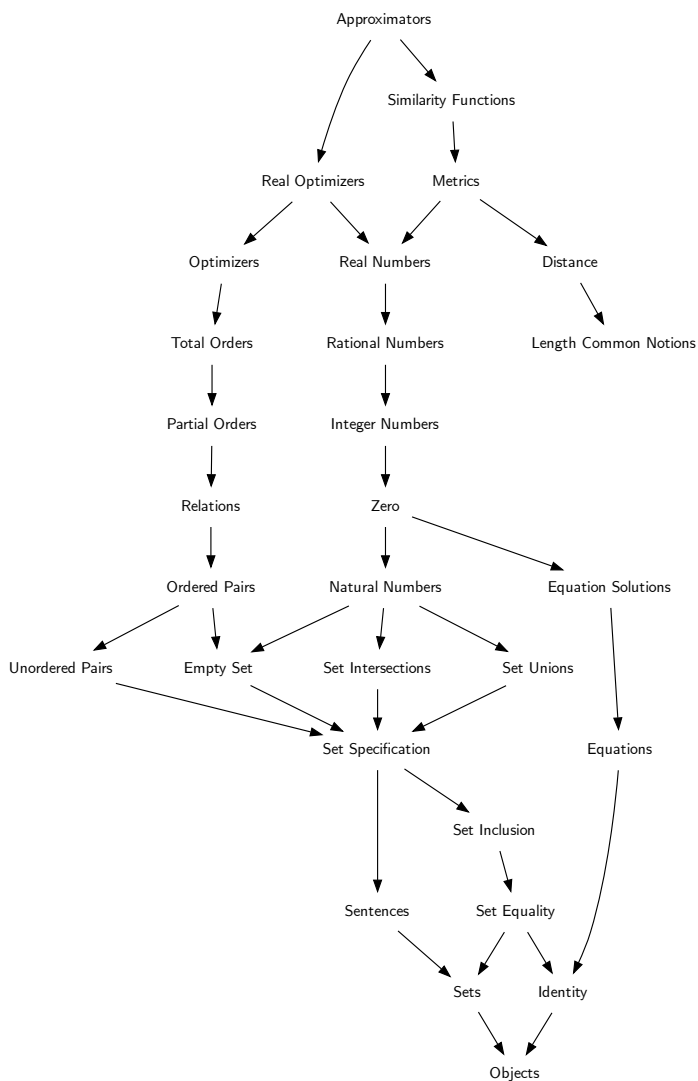 Approximators
Similarity Functions
Real Optimizers
Metrics
Optimizers
Real Numbers
Distance
Total Orders
Rational Numbers
Length Common Notions
Partial Orders
Integer Numbers
Relations
Zero
Ordered Pairs
Natural Numbers
Equation Solutions
Unordered Pairs
Empty Set
Set Intersections
Set Unions
Set Specification
Equations
Set Inclusion
Sentences
Set Equality
Sets
Identity
Objects